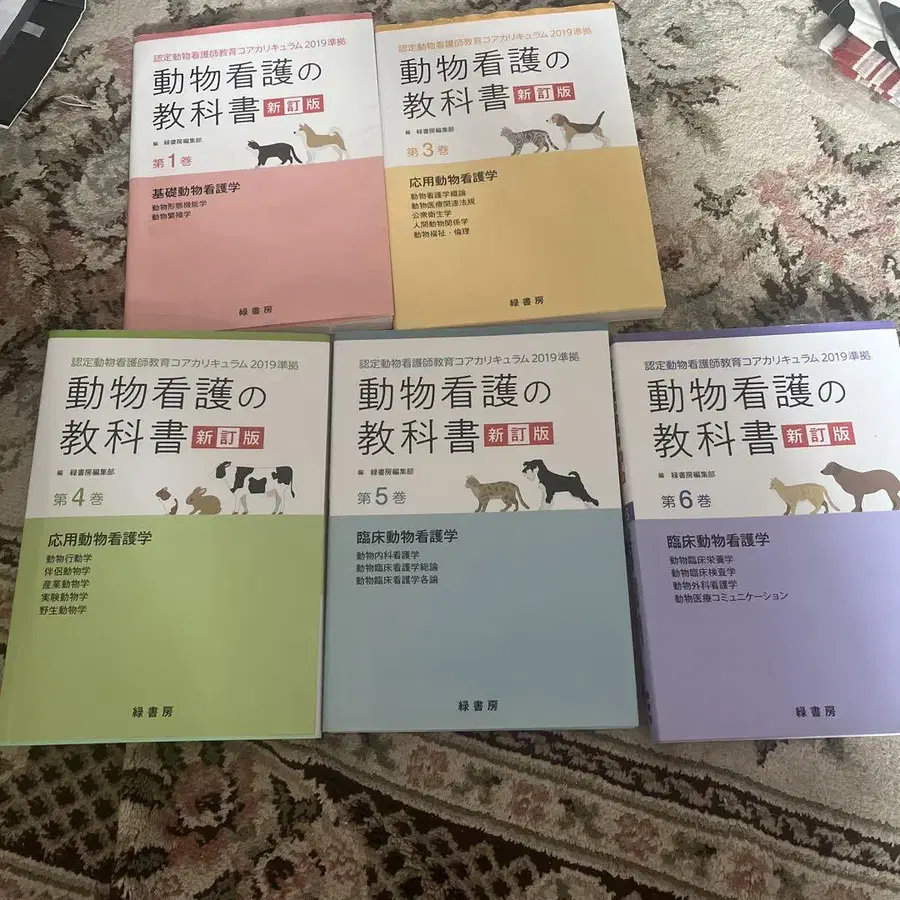 認定動物看護師教育コアカリキュラム2019準拠
動物看護の
教科書 新訂版
編 緑書房編集部
第1巻
基礎動物看護学
動物形態機能学
動物繁殖学
緑書房
認定動物看護師教育コアカリキュラム2019準拠
動物看護の
教科書 新訂版
編 緑書房編集部
第3巻
応用動物看護学
動物看護学概論
動物医療関連法規
公衆衛生学
人間動物関係学
動物福祉・倫理
緑書房
認定動物看護師教育コアカリキュラム2019準拠
動物看護の
教科書 新訂版
編 緑書房編集部
第4巻
応用動物看護学
動物行動学
伴侶動物学
産業動物学
実験動物学
野生動物学
緑書房
認定動物看護師教育コアカリキュラム2019準拠
動物看護の
教科書 新訂版
編 緑書房編集部
第5巻
臨床動物看護学
動物内科看護学
動物臨床看護学総論
動物臨床看護学各論
緑書房
認定動物看護師教育コアカリキュラム2019準拠
動物看護の
教科書 新訂版
編 緑書房編集部
第6巻
臨床動物看護学
動物臨床栄養学
動物臨床検査学
動物外科看護学
動物医療コミュニケーション
緑書房